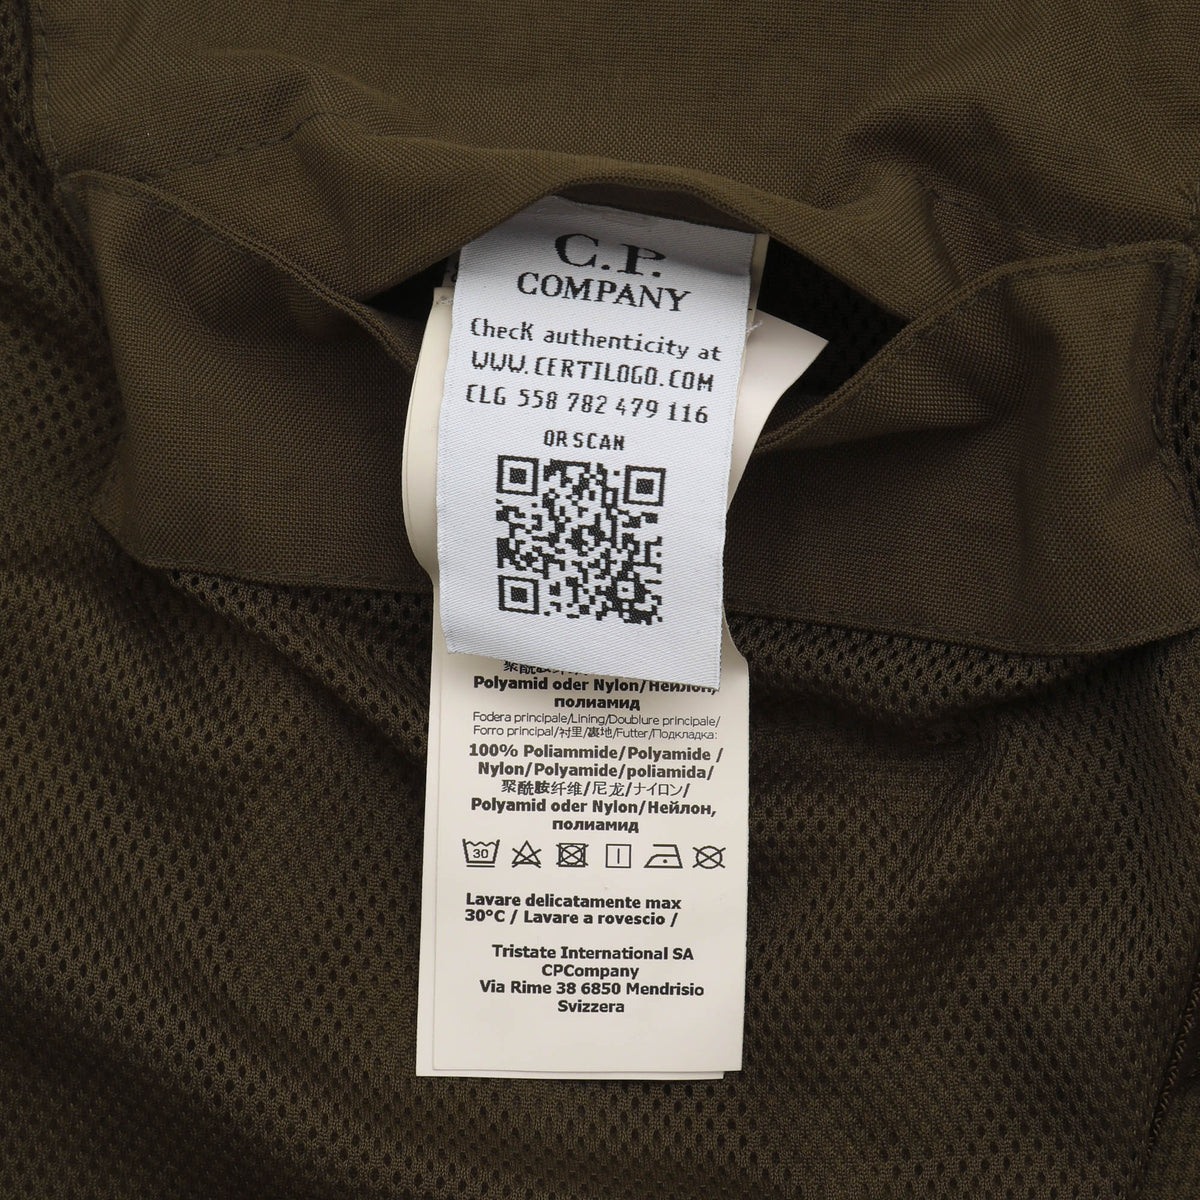 C.P.
COMPANY
Check authenticity at
WWW.CERTILOGO.COM
CLG 558 782 479 116
OR SCAN
Polyamid oder Nylon/Нейлон,
полиамид
Fodera principale/Lining/Doublure principale/
Forro principal/衬里/裏地/Futter/Подкладка:
100% Poliammide/Polyamide /
Nylon/Polyamide/poliamida/
聚酰胺纤维/尼龙/ナイロン/
Polyamid oder Nylon/Нейлон,
полиамид
30
Lavare delicatamente max
30°C / Lavare a rovescio /
Tristate International SA
CPCompany
Via Rime 38 6850 Mendrisio
Svizzera